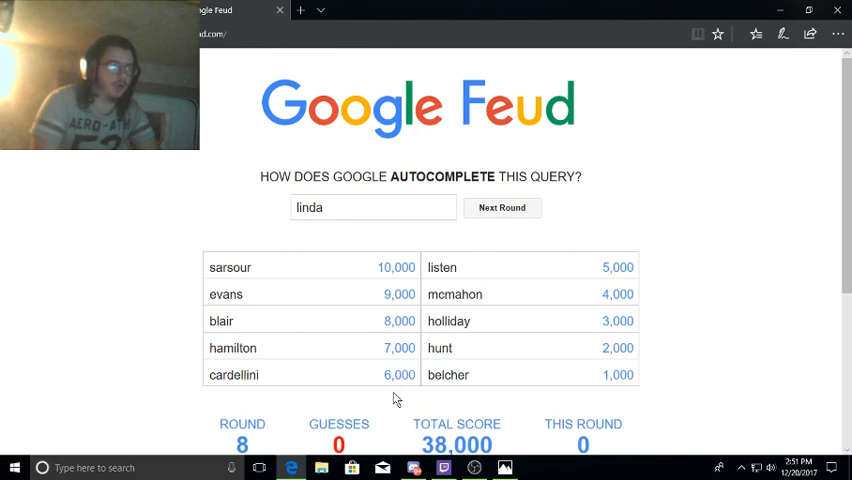 gle Feud
d.com/
AERO-ATH
Google Feud
HOW DOES GOOGLE AUTOCOMPLETE THIS QUERY?
linda
Next Round
sarsour 10,000 listen 5,000
evans 9,000 mcmahon 4,000
blair 8,000 holliday 3,000
hamilton 7,000 hunt 2,000
cardellini 6,000 belcher 1,000
ROUND GUESSES TOTAL SCORE THIS ROUND
8 0 38,000 0
Type here to search
2:51 PM
12/20/2017